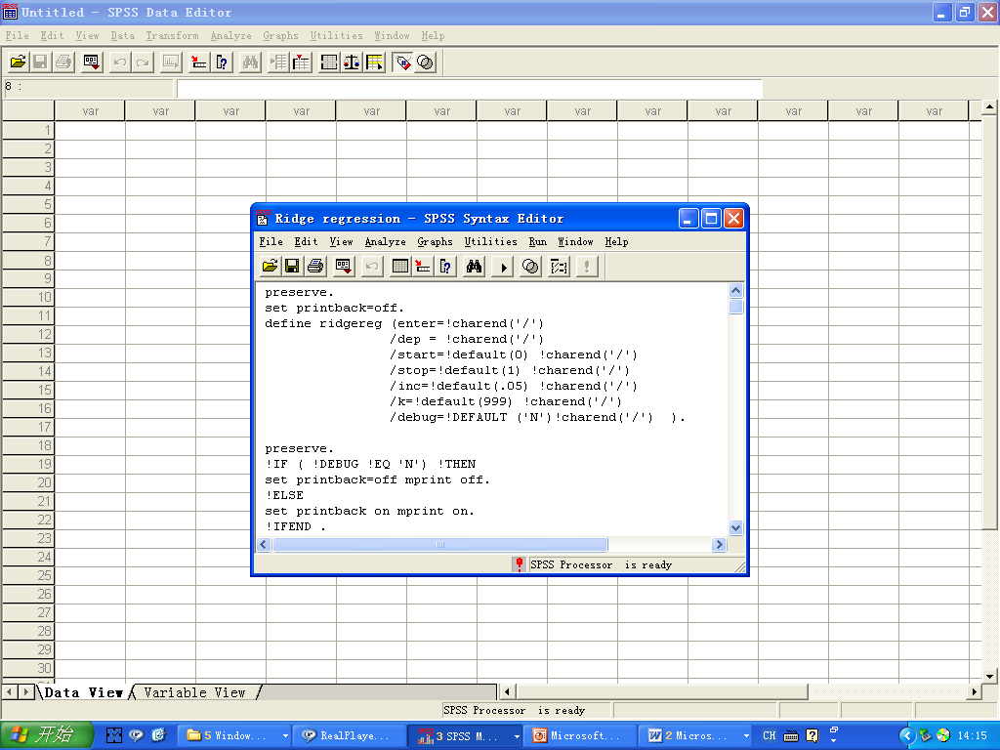 Untitled - SPSS Data Editor
File Edit View Data Transform Analyze Graphs Utilities Window Help
8 :
var var var var var var var var var var var var var
1
2
3
4
5
6
7
8
9
10
11
12
13
14
15
16
17
18
19
20
21
22
23
24
25
26
27
28
29
30
Ridge regression - SPSS Syntax Editor
File Edit View Analyze Graphs Utilities Run Window Help
preserve.
set printback=off.
define ridgereg (enter=!charend('/')
/dep = !charend('/')
/start=!default(0) !charend('/')
/stop=!default(1) !charend('/')
/inc=!default(.05) !charend('/')
/k=!default(999) !charend('/')
/debug=!DEFAULT ('N')!charend('/')  ).
preserve.
!IF ( !DEBUG !EQ 'N') !THEN
set printback=off mprint off.
!ELSE
set printback on mprint on.
!IFEND .
SPSS Processor  is ready
Data View Variable View
SPSS Processor  is ready
开始 5 Window... RealPlaye... 3 SPSS M... Microsoft... 2 Micros... CH 14:15